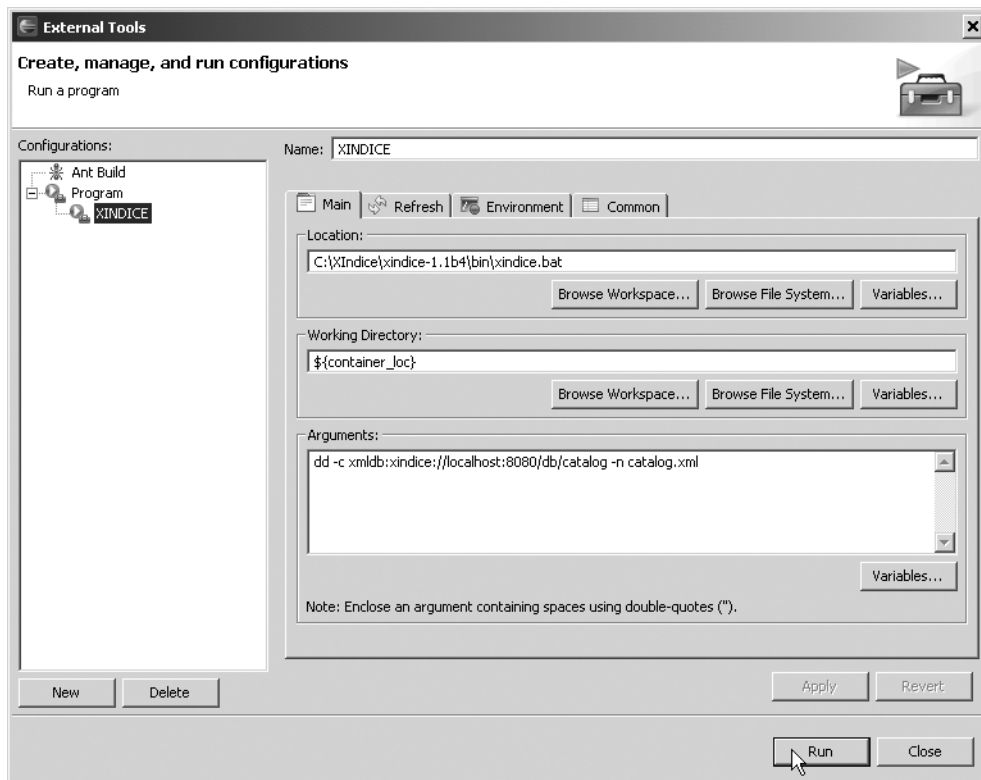 External Tools
Create, manage, and run configurations
Run a program
Configurations:
Ant Build
Program
XINDICE
New
Delete
Name: XINDICE
Main
Refresh
Environment
Common
Location:
C:\XIndice\xindice-1.1b4\bin\xindice.bat
Browse Workspace...
Browse File System...
Variables...
Working Directory:
${container_loc}
Browse Workspace...
Browse File System...
Variables...
Arguments:
dd -c xmldb:xindice://localhost:8080/db/catalog -n catalog.xml
Variables...
Note: Enclose an argument containing spaces using double-quotes (").
Apply
Revert
Run
Close